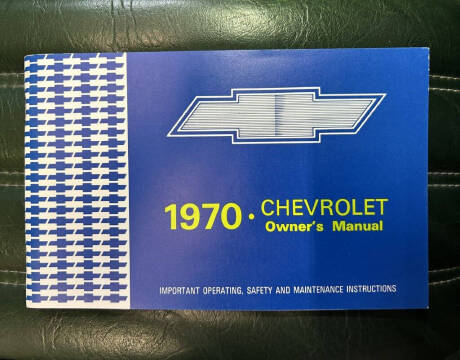 1970 • CHEVROLET
Owner's Manual
IMPORTANT OPERATING, SAFETY AND MAINTENANCE INSTRUCTIONS